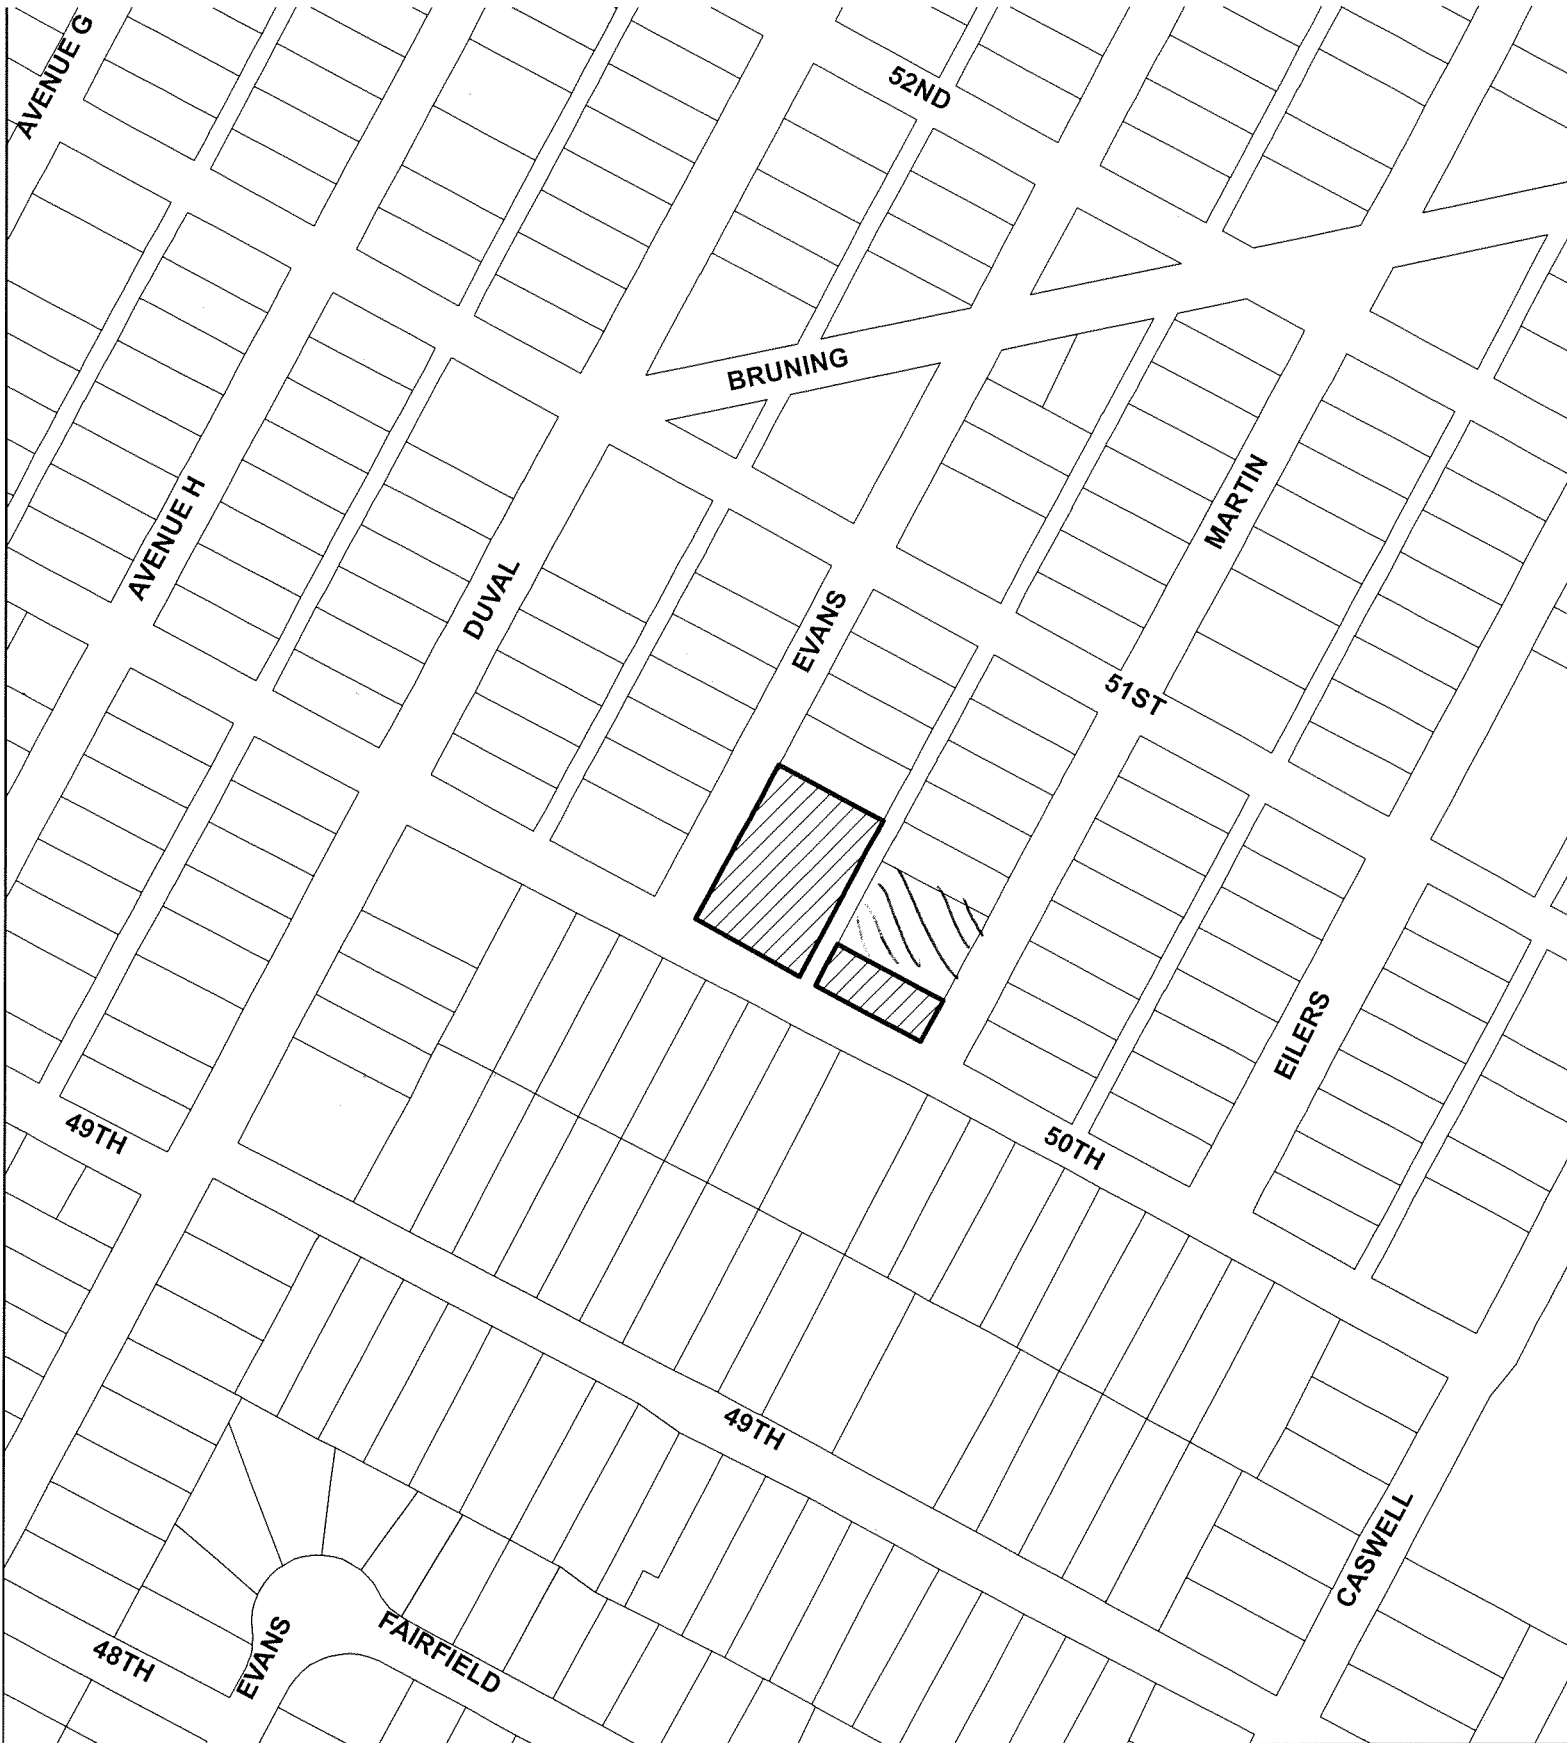 AVENUE G
52ND
BRUNING
MARTIN
AVENUE H
DUVAL
EVANS
51ST
EILERS
49TH
50TH
49TH
CASWELL
48TH
EVANS
FAIRFIELD